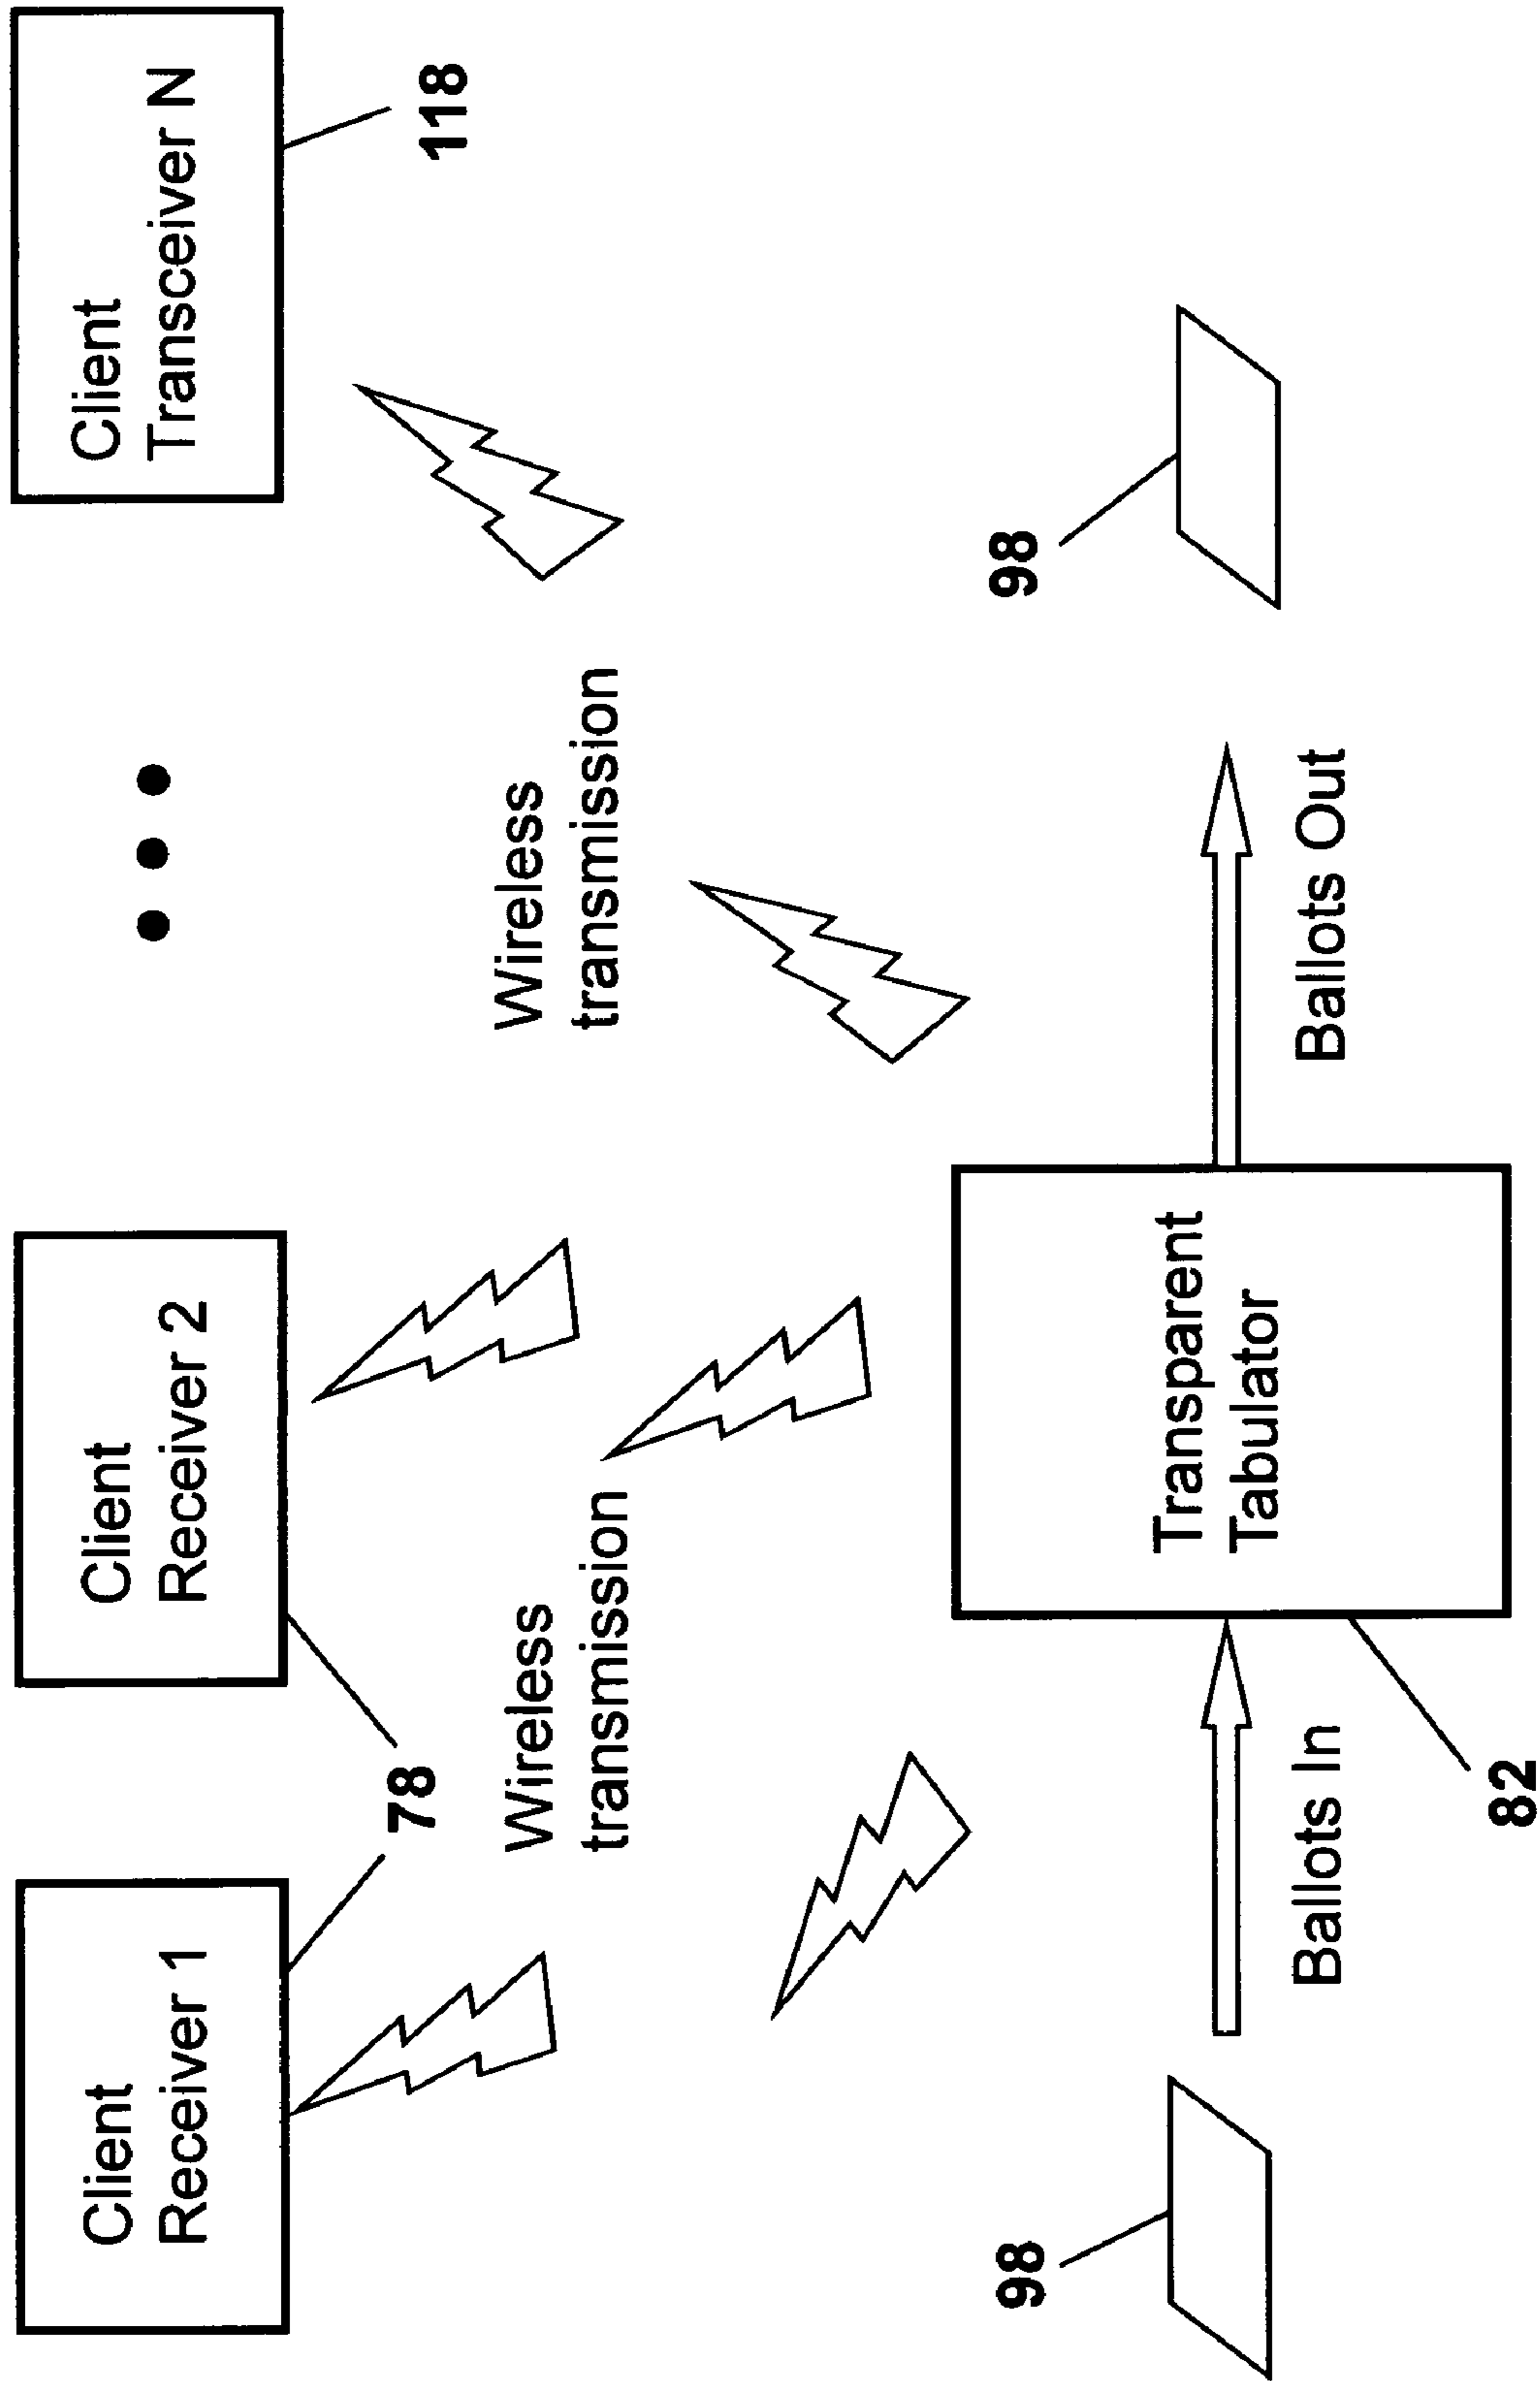 Client
Receiver 1
Client
Receiver 2
Client
Transceiver N
78
118
Wireless
transmission
Wireless
transmission
98
98
Transparent
Tabulator
Ballots In
Ballots Out
82